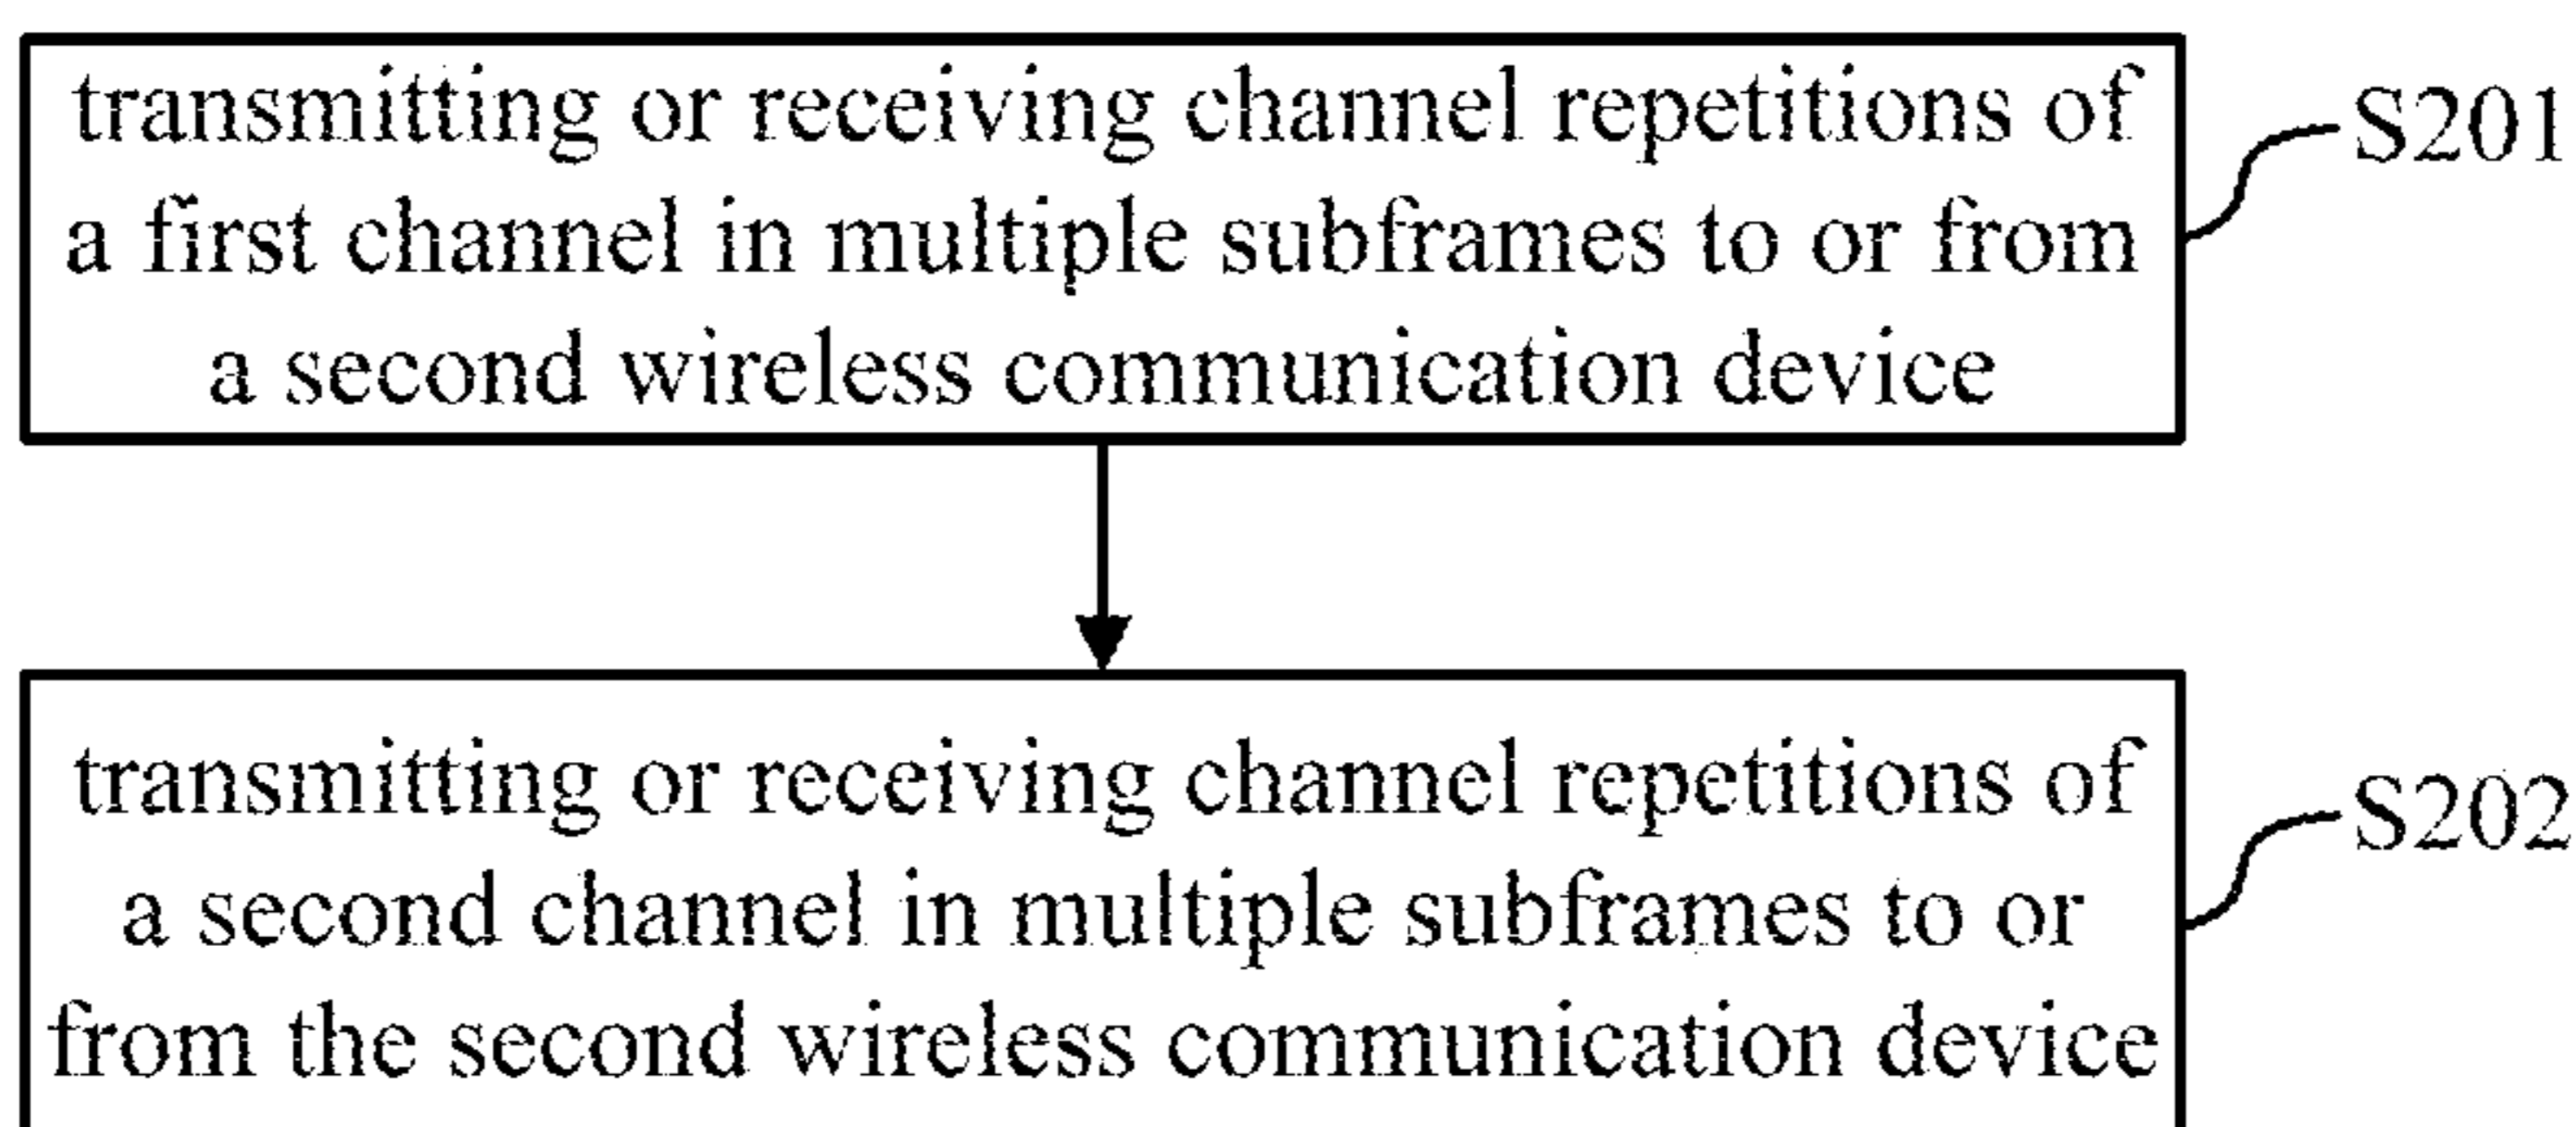 transmitting or receiving channel repetitions of
a first channel in multiple subframes to or from
a second wireless communication device
S201
transmitting or receiving channel repetitions of
a second channel in multiple subframes to or
from the second wireless communication device
S202